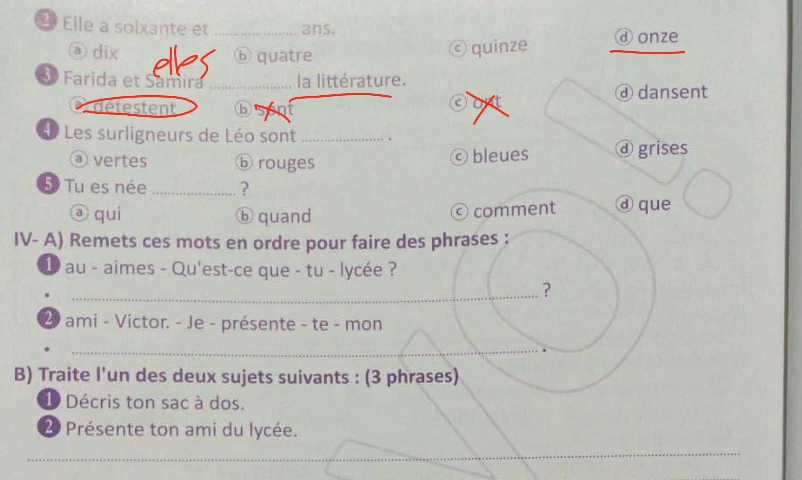 2 Elle a soixante et .................. ans.
a dix b quatre c quinze d onze
elles
3 Farida et Samira .................. la littérature.
a détestent b sont c ont d dansent
4 Les surligneurs de Léo sont .................. .
a vertes b rouges c bleues d grises
5 Tu es née .................. ?
a qui b quand c comment d que
IV- A) Remets ces mots en ordre pour faire des phrases :
1 au - aimes - Qu'est-ce que - tu - lycée ?
• .................. ?
2 ami - Victor. - Je - présente - te - mon
• .................. .
B) Traite l'un des deux sujets suivants : (3 phrases)
1 Décris ton sac à dos.
2 Présente ton ami du lycée.